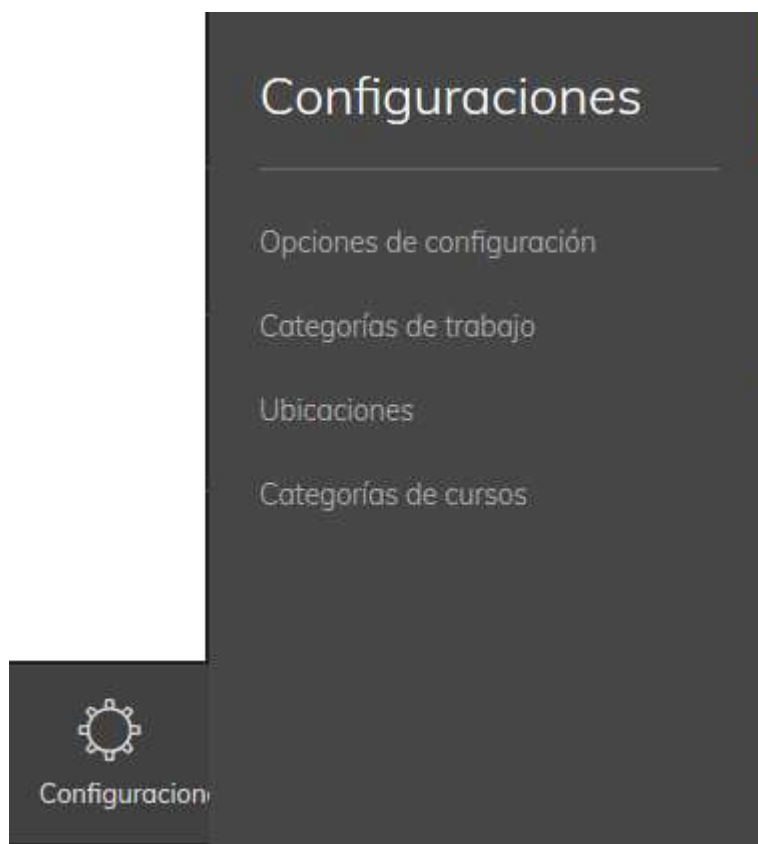 Configuraciones
Opciones de configuración
Categorías de trabajo
Ubicaciones
Categorías de cursos
Configuracion